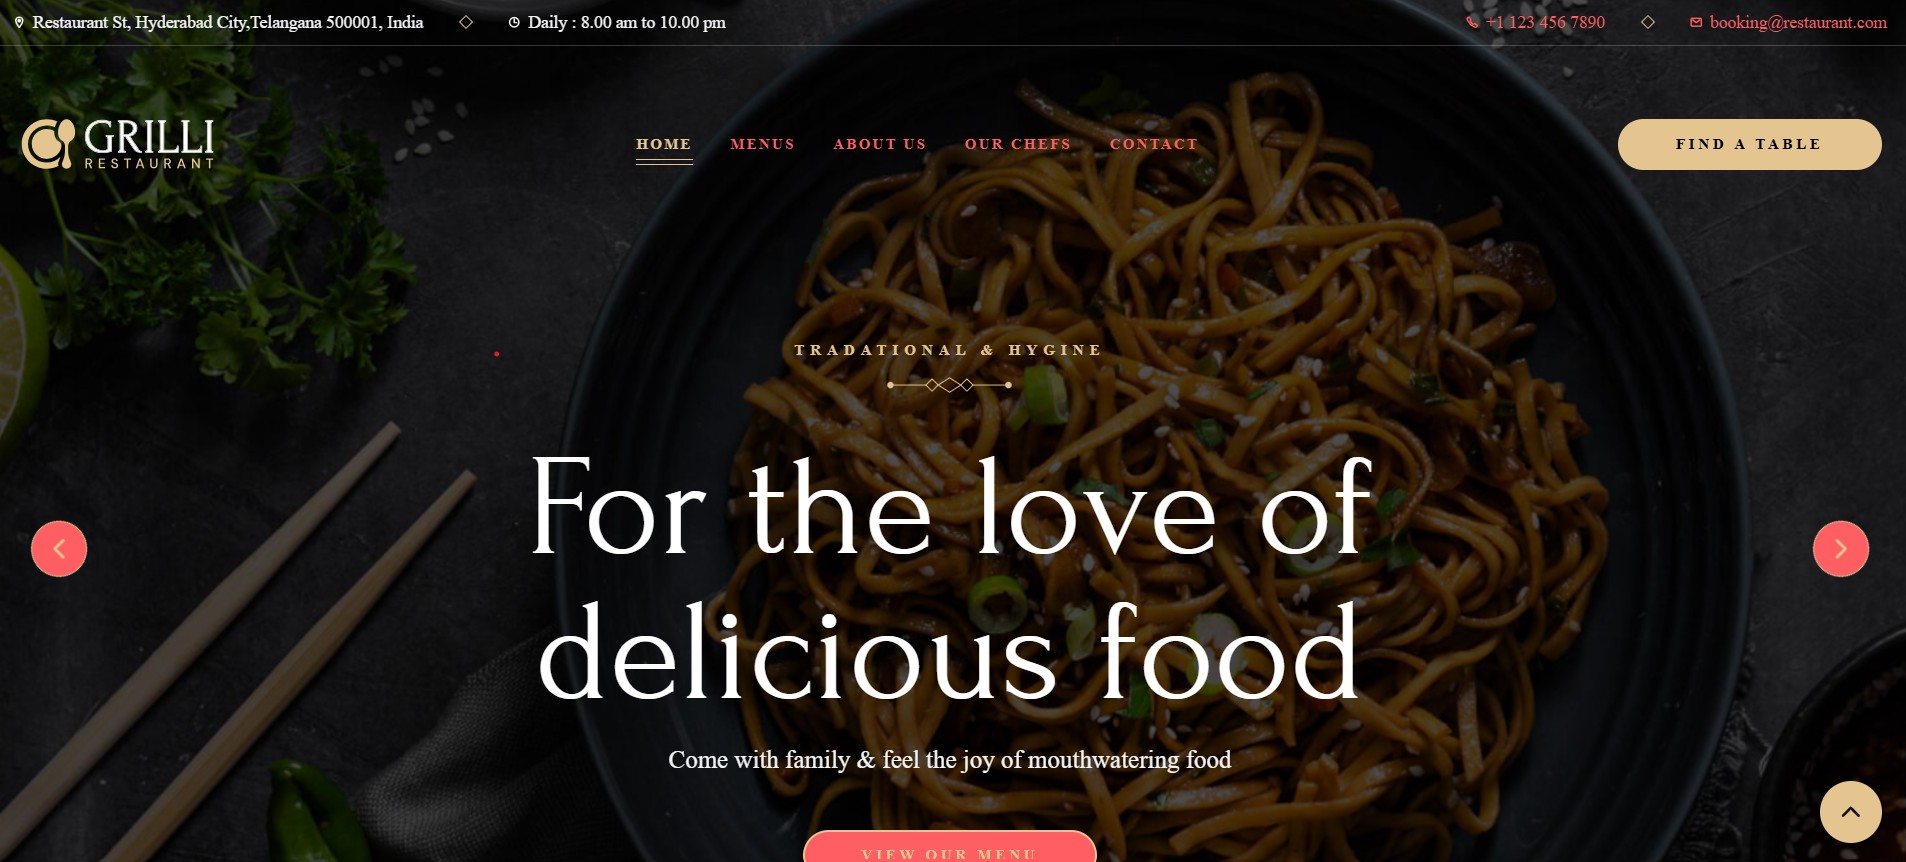 Restaurant St, Hyderabad City,Telangana 500001, India
Daily : 8.00 am to 10.00 pm
+1 123 456 7890
booking@restaurant.com
GRILLI
RESTAURANT
HOME
MENUS
ABOUT US
OUR CHEFS
CONTACT
FIND A TABLE
TRADATIONAL & HYGINE
For the love of
delicious food
Come with family & feel the joy of mouthwatering food
VIEW OUR MENU